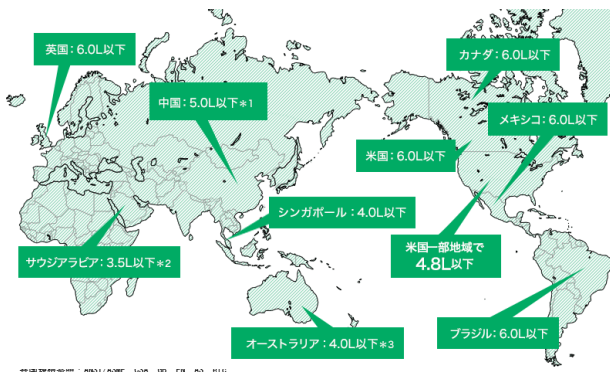 英国：6.0L以下
カナダ：6.0L以下
中国：5.0L以下＊1
メキシコ：6.0L以下
米国：6.0L以下
シンガポール：4.0L以下
米国一部地域で
4.8L以下
サウジアラビア：3.5L以下＊2
オーストラリア：4.0L以下＊3
ブラジル：6.0L以下